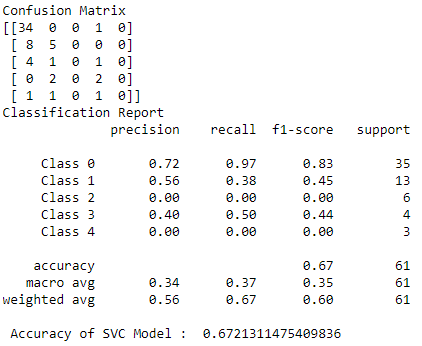 Confusion Matrix
[[34  0  0  1  0]
 [ 8  5  0  0  0]
 [ 4  1  0  1  0]
 [ 0  2  0  2  0]
 [ 1  1  0  1  0]]
Classification Report
              precision    recall  f1-score   support

     Class 0       0.72      0.97      0.83        35
     Class 1       0.56      0.38      0.45        13
     Class 2       0.00      0.00      0.00         6
     Class 3       0.40      0.50      0.44         4
     Class 4       0.00      0.00      0.00         3

    accuracy                           0.67        61
   macro avg       0.34      0.37      0.35        61
weighted avg       0.56      0.67      0.60        61

 Accuracy of SVC Model :  0.6721311475409836